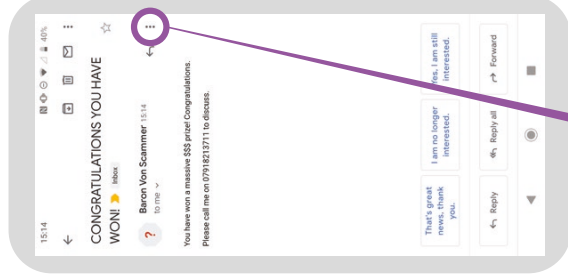 15:14 40%
CONGRATULATIONS YOU HAVE
WON! Inbox
Baron Von Scammer 15:14
to me
?
You have won a massive $$$ prize! Congratulations.
Please call me on 07918213711 to discuss.
That's great
news, thank
you.
I am no longer
interested.
Yes, I am still
interested.
Reply
Reply all
Forward